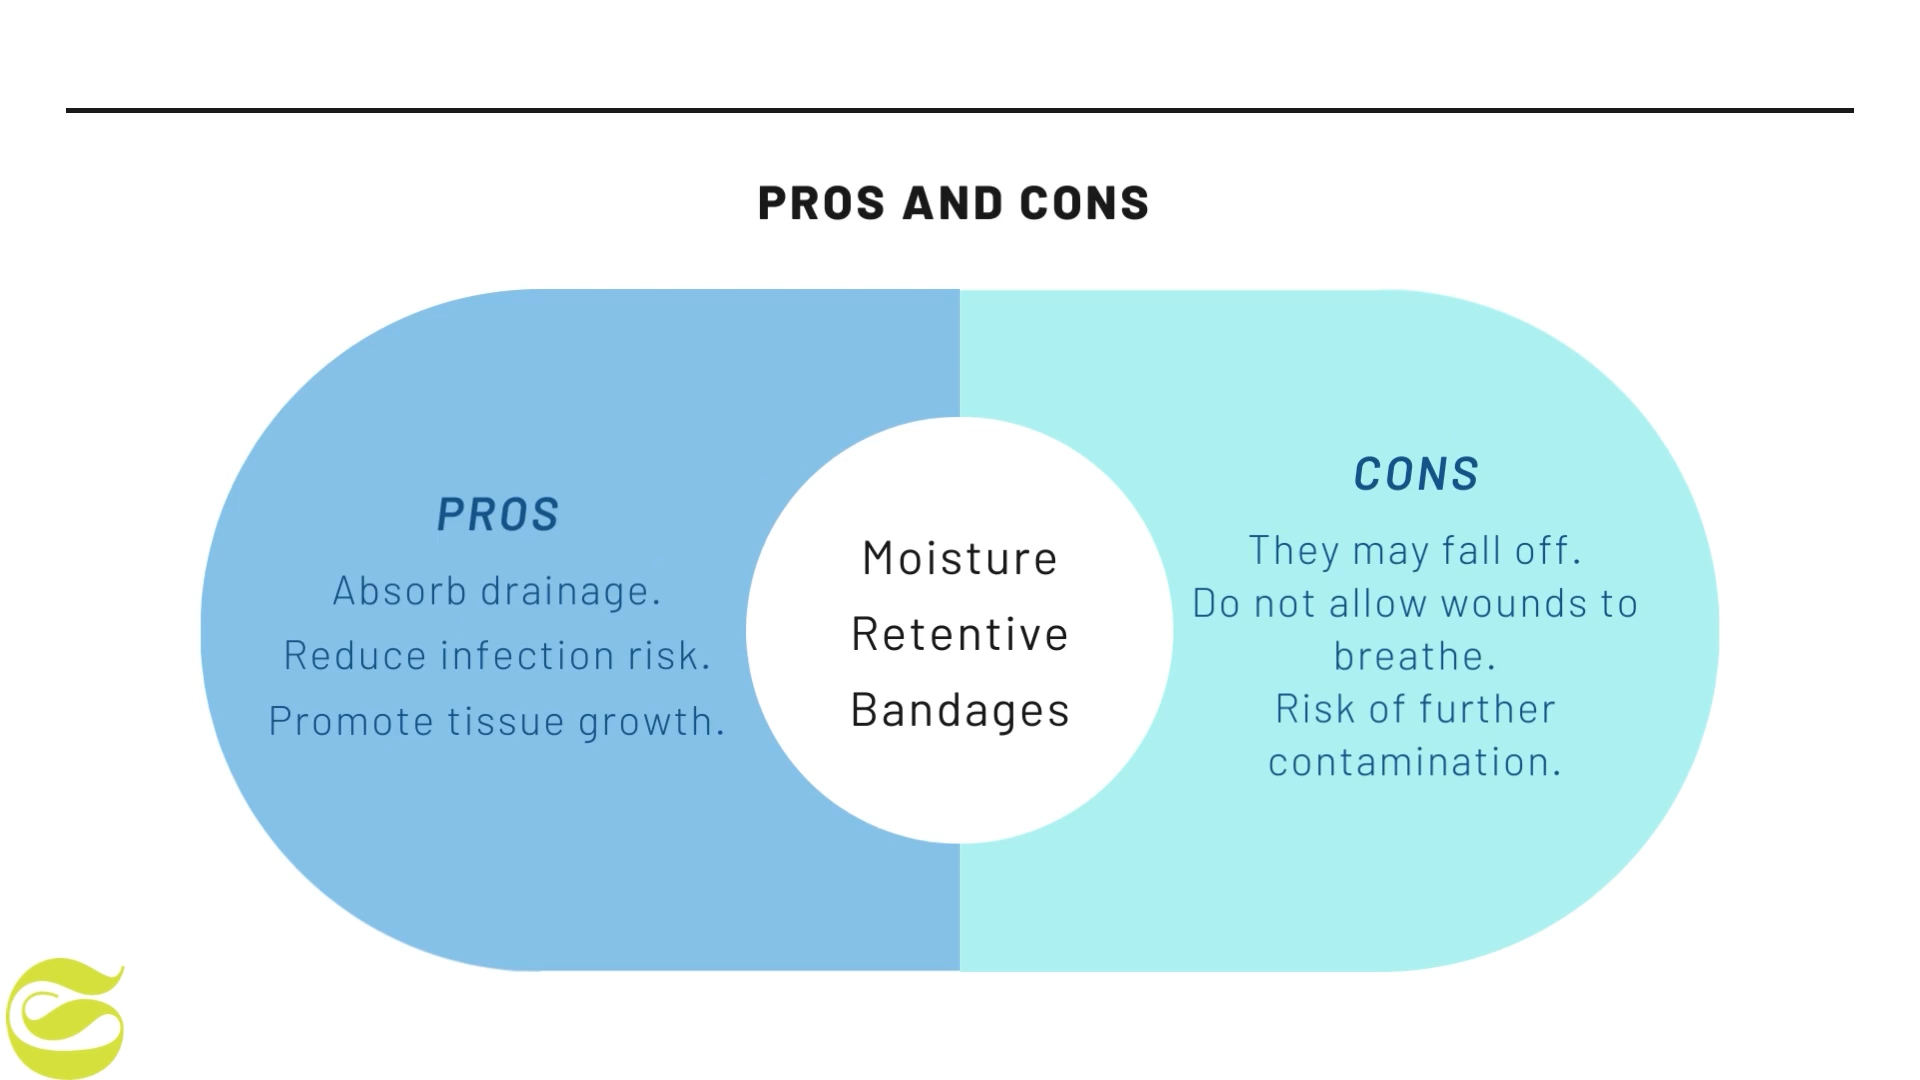 PROS AND CONS
PROS
Absorb drainage.
Reduce infection risk.
Promote tissue growth.
Moisture
Retentive
Bandages
CONS
They may fall off.
Do not allow wounds to
breathe.
Risk of further
contamination.